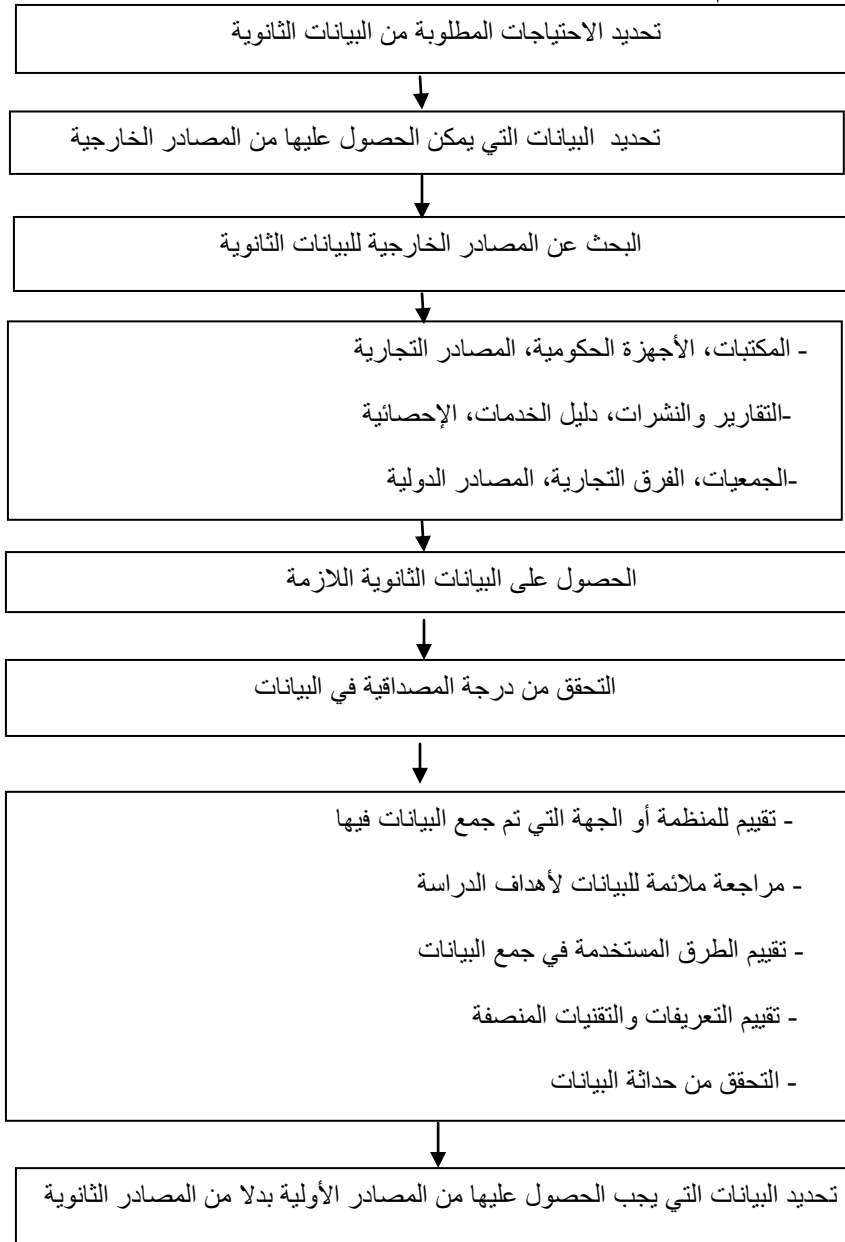 تحديد الاحتياجات المطلوبة من البيانات الثانوية
تحديد البيانات التي يمكن الحصول عليها من المصادر الخارجية
البحث عن المصادر الخارجية للبيانات الثانوية
- المكتبات، الأجهزة الحكومية، المصادر التجارية
-التقارير والنشرات، دليل الخدمات، الإحصائية
-الجمعيات، الفرق التجارية، المصادر الدولية
الحصول على البيانات الثانوية اللازمة
التحقق من درجة المصداقية في البيانات
- تقييم للمنظمة أو الجهة التي تم جمع البيانات فيها
- مراجعة ملائمة للبيانات لأهداف الدراسة
- تقييم الطرق المستخدمة في جمع البيانات
- تقييم التعريفات والتقنيات المنصفة
- التحقق من حداثة البيانات
تحديد البيانات التي يجب الحصول عليها من المصادر الأولية بدلا من المصادر الثانوية